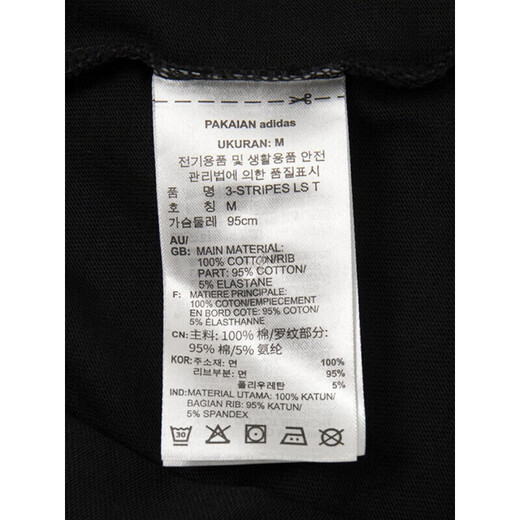 PAKAIAN adidas
UKURAN: M
전기용품 및 생활용품 안전
관리법에 의한 품질표시
품 명 3-STRIPES LS T
호 칭 M
가슴둘레 95cm
AU/
GB: MAIN MATERIAL:
100% COTTON/RIB
PART: 95% COTTON/
5% ELASTANE
F: MATIERE PRINCIPALE:
100% COTON/EMPIECEMENT
EN BORD COTE: 95% COTON/
5% ÉLASTHANNE
CN: 主料: 100% 棉/罗纹部分:
95% 棉/5% 氨纶
KOR: 주소재: 면 100%
리브부분: 면 95%
폴리우레탄 5%
IND: MATERIAL UTAMA: 100% KATUN/
BAGIAN RIB: 95% KATUN/
5% SPANDEX
30